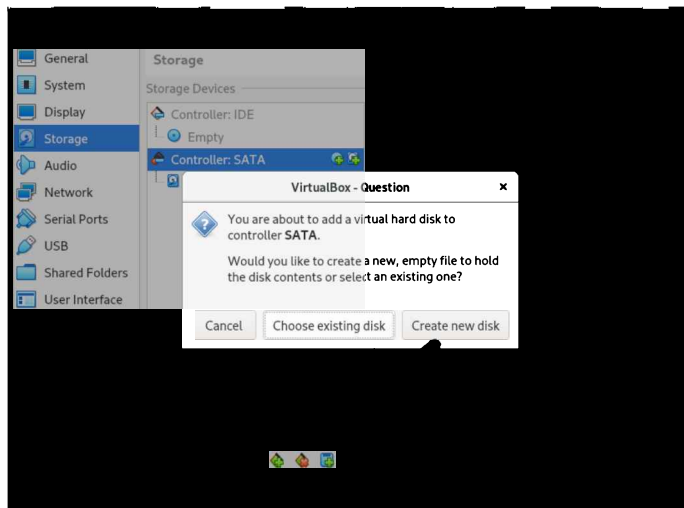 General
System
Display
Storage
Audio
Network
Serial Ports
USB
Shared Folders
User Interface
Storage
Storage Devices
Controller: IDE
Empty
Controller: SATA
VirtualBox - Question
You are about to add a virtual hard disk to
controller SATA.
Would you like to create a new, empty file to hold
the disk contents or select an existing one?
Cancel
Choose existing disk
Create new disk